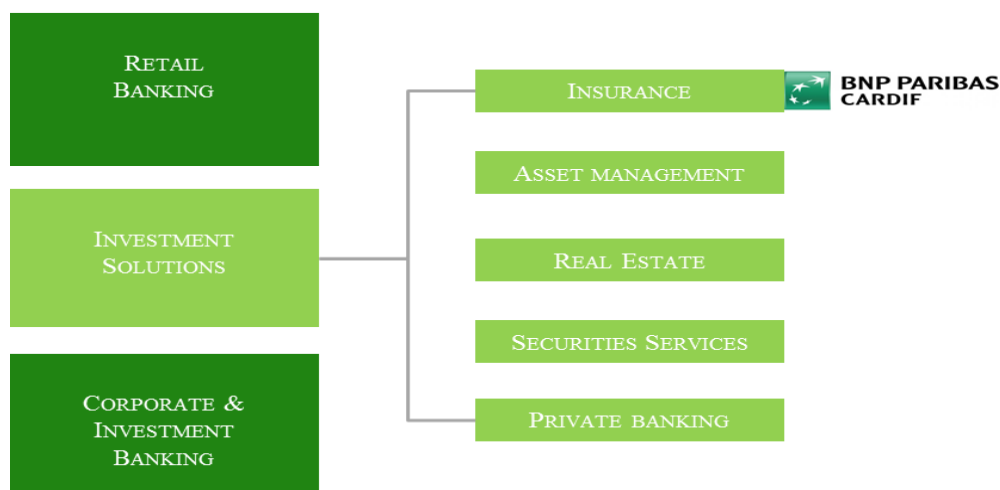 RETAIL
BANKING
INVESTMENT
SOLUTIONS
CORPORATE &
INVESTMENT
BANKING
INSURANCE
BNP PARIBAS
CARDIF
ASSET MANAGEMENT
REAL ESTATE
SECURITIES SERVICES
PRIVATE BANKING